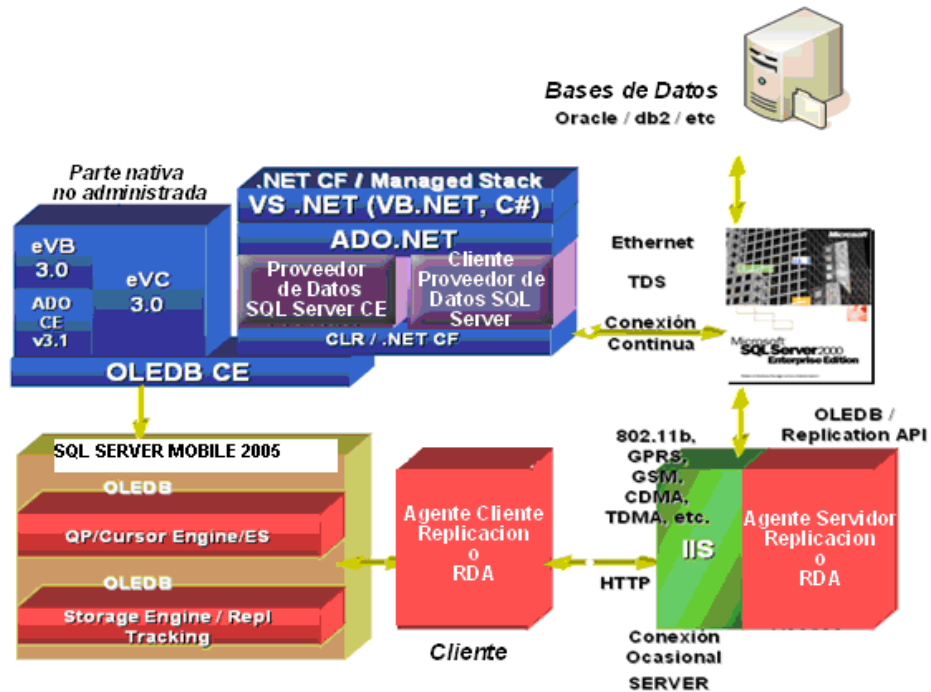 Bases de Datos
Oracle / db2 / etc
Parte nativa
no administrada
.NET CF / Managed Stack
VS .NET (VB.NET, C#)
ADO.NET
Proveedor
de Datos
SQL Server CE
Cliente
Proveedor de
Datos SQL
Server
CLR / .NET CF
eVB
3.0
eVC
3.0
ADO
CE
v3.1
OLEDB CE
Ethernet
TDS
Conexión
Continua
Microsoft
Microsoft
SQL Server 2000
Enterprise Edition
SQL SERVER MOBILE 2005
OLEDB
QP/Cursor Engine/ES
OLEDB
Storage Engine / Repl
Tracking
Agente Cliente
Replicacion
o
RDA
Cliente
802.11b,
GPRS,
GSM,
CDMA,
TDMA, etc.
HTTP
OLEDB /
Replication API
IIS
Agente Servidor
Replicacion
o
RDA
Conexión
Ocasional
SERVER